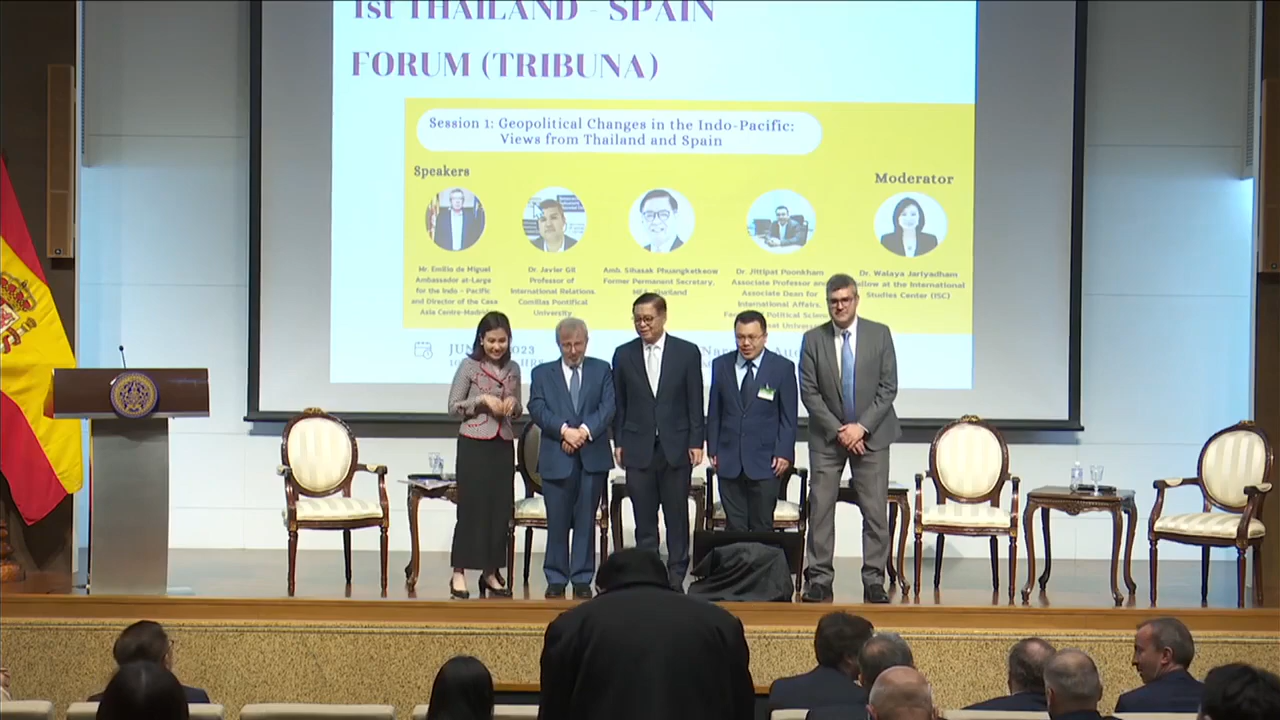 1st THAILAND - SPAIN
FORUM (TRIBUNA)
Session 1: Geopolitical Changes in the Indo-Pacific:
Views from Thailand and Spain
Speakers
Moderator
Mr. Emilio de Miguel
Ambassador at-Large
for the Indo - Pacific
and Director of the Casa
Asia Centre-Madrid
Dr. Javier Gil
Professor of
International Relations,
Comillas Pontifical
University
Amb. Sihasak Phuangketkeow
Former Permanent Secretary,
Thailand
Dr. Jittipat Poonkham
Associate Professor and
Associate Dean for
International Affairs,
Political
Dr. Walaya Jariyadham
Fellow at the International
Studies Center (ISC)